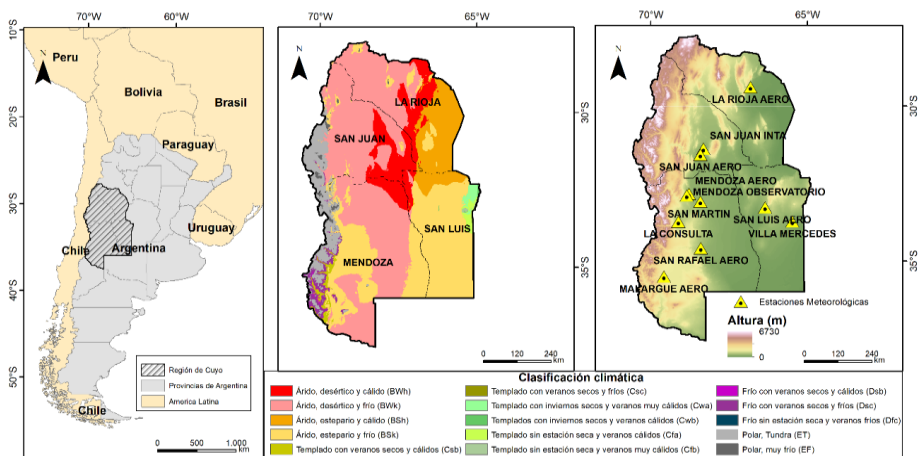 70°W
65°W
70°W
65°W
10°S
20°S
30°S
40°S
50°S
N
Peru
Bolivia
Brasil
Paraguay
Uruguay
Chile
Argentina
Chile
80°W
70°W
60°W
50°W
Región de Cuyo
Provincias de Argentina
America Latina
0 500 1.000
km
N
LA RIOJA
SAN JUAN
SAN LUIS
MENDOZA
30°S
35°S
0 120 240
km
N
LA RIOJA AERO
SAN JUAN INTA
SAN JUAN AERO
MENDOZA AERO
MENDOZA OBSERVATORIO
SAN MARTIN
SAN LUIS AERO
LA CONSULTA
VILLA MERCEDES
SAN RAFAEL AERO
MALARGUE AERO
30°S
35°S
Estaciones Meteorológicas
Altura (m)
6730
0
0 120 240
km
Clasificación climática
Árido, desértico y cálido (BWh)
Árido, desértico y frío (BWk)
Árido, estepario y cálido (BSh)
Árido, estepario y frío (BSk)
Templado con veranos secos y cálidos (Csb)
Templado con veranos secos y fríos (Csc)
Templado con inviernos secos y veranos muy cálidos (Cwa)
Templado con inviernos secos y veranos cálidos (Cwb)
Templado sin estación seca y veranos cálidos (Cfa)
Templado sin estación seca y veranos muy cálidos (Cfb)
Frío con veranos secos y cálidos (Dsb)
Frío con veranos secos y fríos (Dsc)
Frío sin estación seca y veranos fríos (Dfc)
Polar, Tundra (ET)
Polar, muy frío (EF)